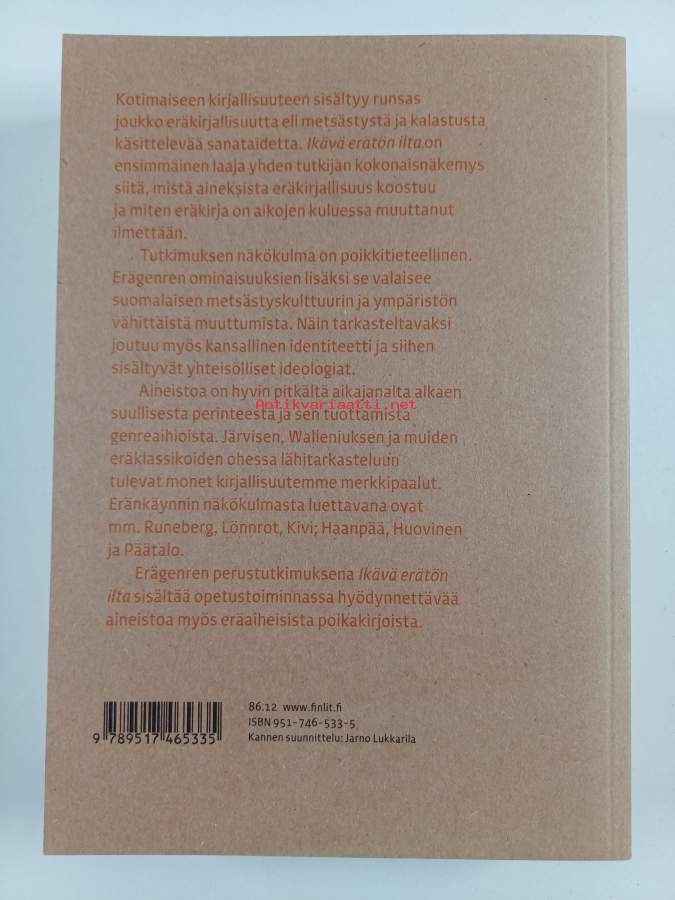 Kotimaiseen kirjallisuuteen sisältyy runsas
joukko eräkirjallisuutta eli metsästystä ja kalastusta
käsittelevää sanataidetta. Ikävä erätön ilta on
ensimmäinen laaja yhden tutkijan kokonaisnäkemys
siitä, mistä aineksista eräkirjallisuus koostuu
ja miten eräkirja on aikojen kuluessa muuttanut
ilmettään.
Tutkimuksen näkökulma on poikkitieteellinen.
Erägenren ominaisuuksien lisäksi se valaisee
suomalaisen metsästyskulttuurin ja ympäristön
vähittäistä muuttumista. Näin tarkasteltavaksi
joutuu myös kansallinen identiteetti ja siihen
sisältyvät yhteisölliset ideologiat.
Aineistoa on hyvin pitkältä aikajanalta alkaen
Antikvariaatti.net
suullisesta perinteestä ja sen tuottamista
genreaihioista. Järvisen, Walleniuksen ja muiden
eräklassikoiden ohessa lähitarkasteluun
tulevat monet kirjallisuutemme merkkipaalut.
Eränkäynnin näkökulmasta luettavana ovat
mm. Runeberg, Lönnrot, Kivi; Haanpää, Huovinen
ja Päätalo.
Erägenren perustutkimuksena Ikävä erätön
ilta sisältää opetustoiminnassa hyödynnettävää
aineistoa myös eräaiheisista poikakirjoista.
86.12 www.finlit.fi
ISBN 951-746-533-5
Kannen suunnittelu: Jarno Lukkarila
9 789517 465335